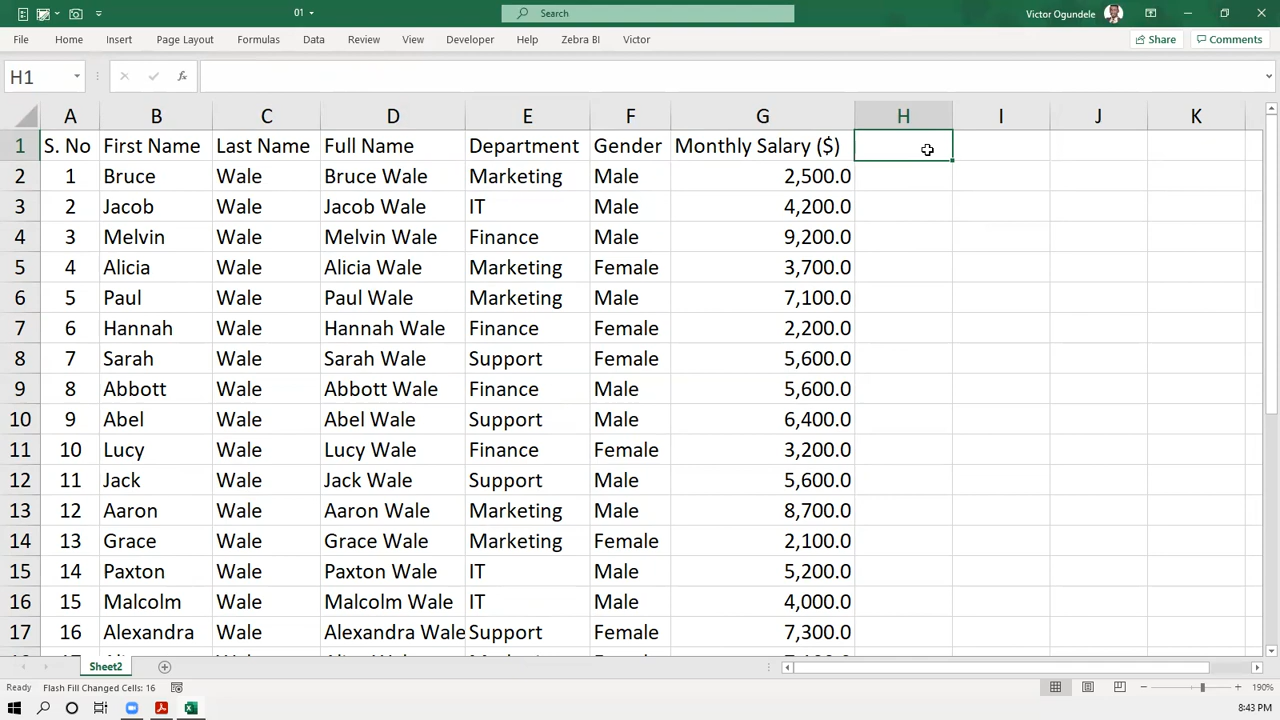 01
Search
Victor Ogundele
File Home Insert Page Layout Formulas Data Review View Developer Help Zebra BI Victor Share Comments
H1 fx
A B C D E F G H I J K
1 S. No First Name Last Name Full Name Department Gender Monthly Salary ($)
2 1 Bruce Wale Bruce Wale Marketing Male 2,500.0
3 2 Jacob Wale Jacob Wale IT Male 4,200.0
4 3 Melvin Wale Melvin Wale Finance Male 9,200.0
5 4 Alicia Wale Alicia Wale Marketing Female 3,700.0
6 5 Paul Wale Paul Wale Marketing Male 7,100.0
7 6 Hannah Wale Hannah Wale Finance Female 2,200.0
8 7 Sarah Wale Sarah Wale Support Female 5,600.0
9 8 Abbott Wale Abbott Wale Finance Male 5,600.0
10 9 Abel Wale Abel Wale Support Male 6,400.0
11 10 Lucy Wale Lucy Wale Finance Female 3,200.0
12 11 Jack Wale Jack Wale Support Male 5,600.0
13 12 Aaron Wale Aaron Wale Marketing Male 8,700.0
14 13 Grace Wale Grace Wale Marketing Female 2,100.0
15 14 Paxton Wale Paxton Wale IT Male 5,200.0
16 15 Malcolm Wale Malcolm Wale IT Male 4,000.0
17 16 Alexandra Wale Alexandra Wale Support Female 7,300.0
Sheet2
Ready Flash Fill Changed Cells: 16 190%
8:43 PM